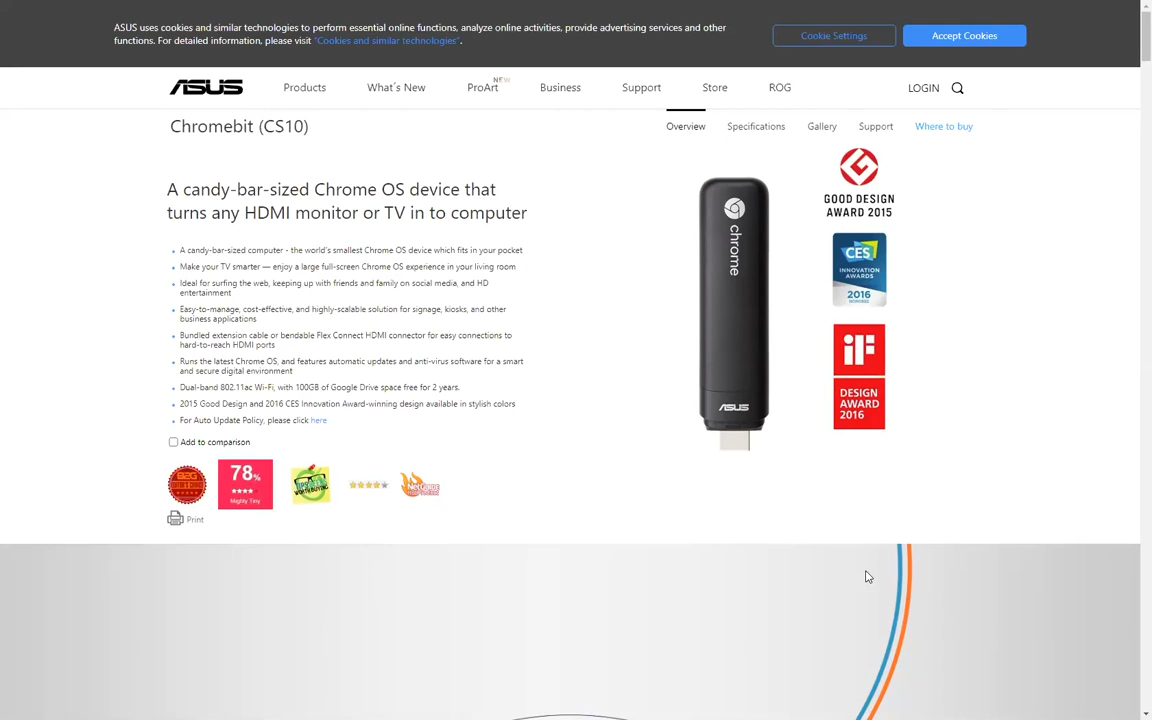 ASUS uses cookies and similar technologies to perform essential online functions, analyze online activities, provide advertising services and other
functions. For detailed information, please visit "Cookies and similar technologies".
Cookie Settings
Accept Cookies
ASUS
Products
What´s New
ProArt
NEW
Business
Support
Store
ROG
LOGIN
Chromebit (CS10)
Overview
Specifications
Gallery
Support
Where to buy
A candy-bar-sized Chrome OS device that
turns any HDMI monitor or TV in to computer
A candy-bar-sized computer - the world's smallest Chrome OS device which fits in your pocket
Make your TV smarter — enjoy a large full-screen Chrome OS experience in your living room
Ideal for surfing the web, keeping up with friends and family on social media, and HD
entertainment
Easy-to-manage, cost-effective, and highly-scalable solution for signage, kiosks, and other
business applications
Bundled extension cable or bendable Flex Connect HDMI connector for easy connections to
hard-to-reach HDMI ports
Runs the latest Chrome OS, and features automatic updates and anti-virus software for a smart
and secure digital environment
Dual-band 802.11ac Wi-Fi, with 100GB of Google Drive space free for 2 years.
2015 Good Design and 2016 CES Innovation Award-winning design available in stylish colors
For Auto Update Policy, please click here
Add to comparison
78%
Mighty Tiny
WORTH BUYING
Print
chrome
ASUS
GOOD DESIGN
AWARD 2015
CES
INNOVATION
AWARDS
2016
iF
DESIGN
AWARD
2016